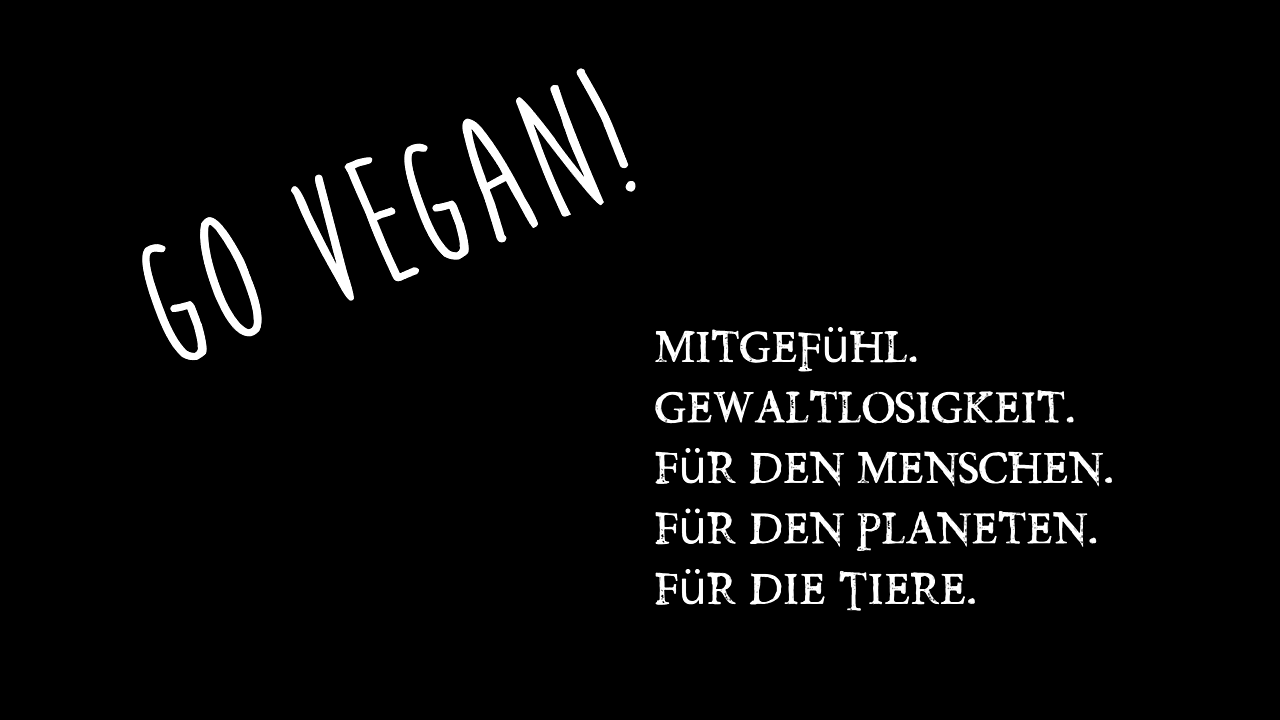 GO VEGAN!
MITGEFÜHL.
GEWALTLOSIGKEIT.
FÜR DEN MENSCHEN.
FÜR DEN PLANETEN.
FÜR DIE TIERE.